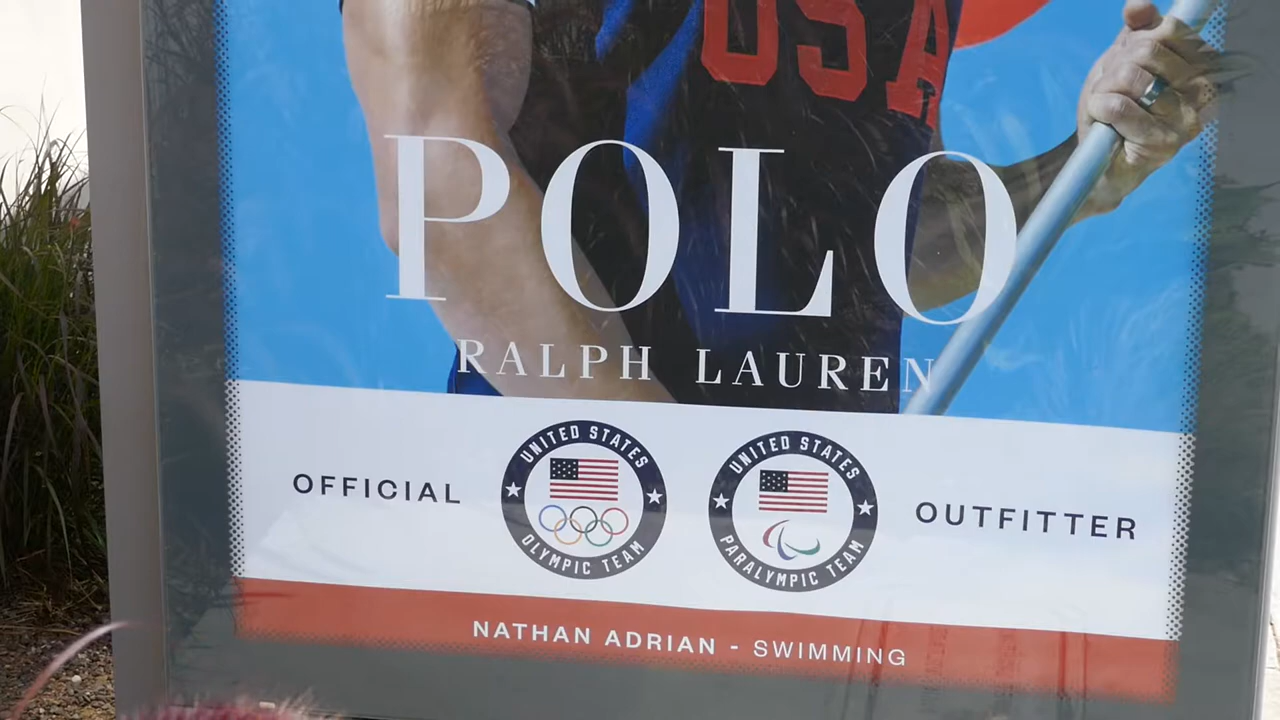 USA
POLO
RALPH LAUREN
OFFICIAL
UNITED STATES
OLYMPIC TEAM
UNITED STATES
PARALYMPIC TEAM
OUTFITTER
NATHAN ADRIAN - SWIMMING